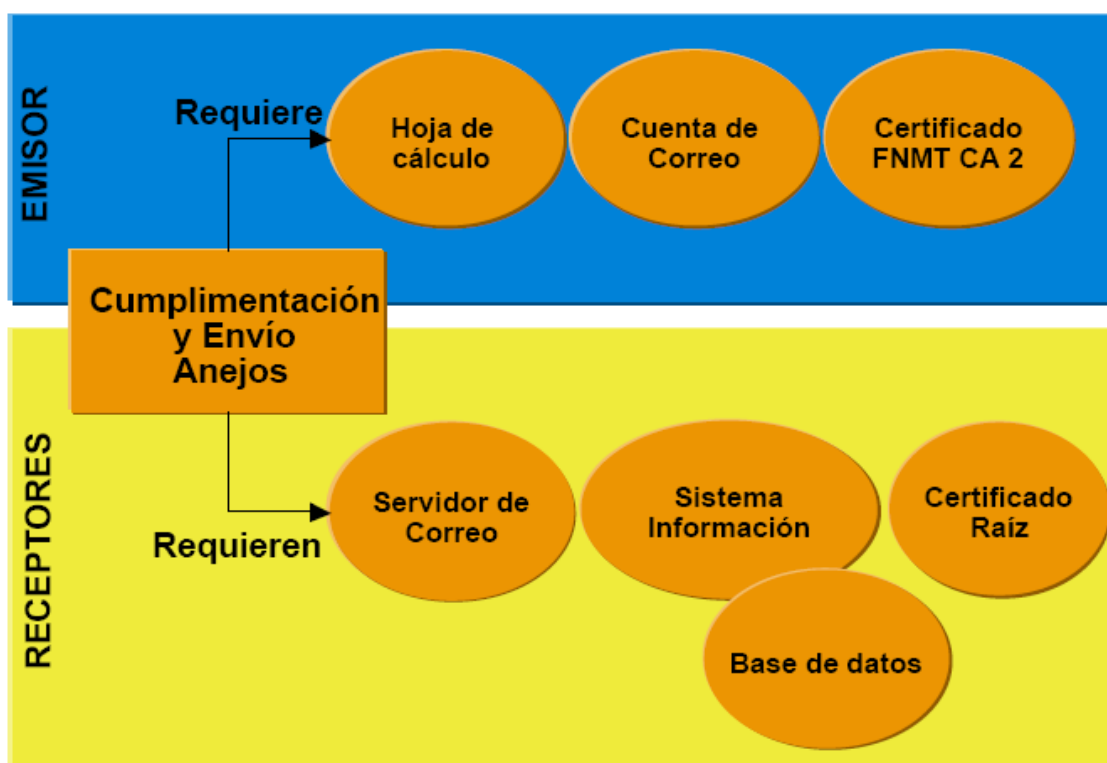 EMISOR
Requiere
Hoja de
cálculo
Cuenta de
Correo
Certificado
FNMT CA 2
Cumplimentación
y Envío
Anejos
RECEPTORES
Requieren
Servidor de
Correo
Sistema
Información
Certificado
Raíz
Base de datos